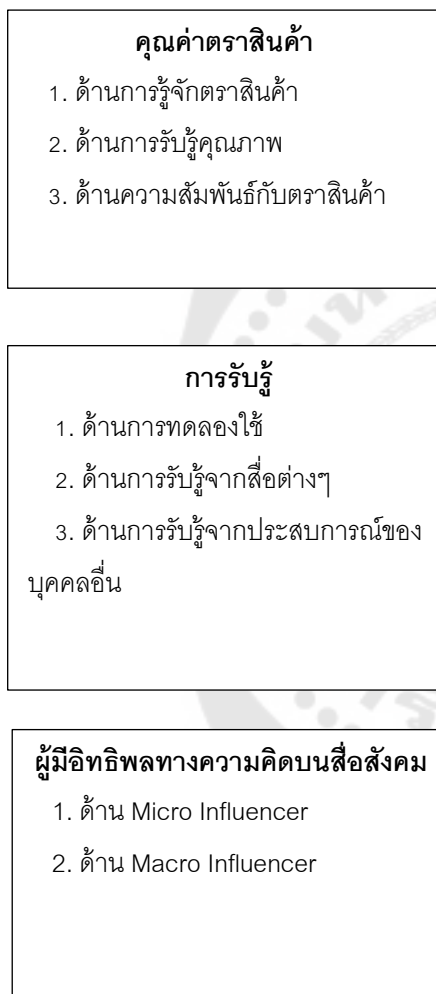 คุณค่าตราสินค้า
1. ด้านการรู้จักตราสินค้า
2. ด้านการรับรู้คุณภาพ
3. ด้านความสัมพันธ์กับตราสินค้า
การรับรู้
1. ด้านการทดลองใช้
2. ด้านการรับรู้จากสื่อต่างๆ
3. ด้านการรับรู้จากประสบการณ์ของ
บุคคลอื่น
ผู้มีอิทธิพลทางความคิดบนสื่อสังคม
1. ด้าน Micro Influencer
2. ด้าน Macro Influencer